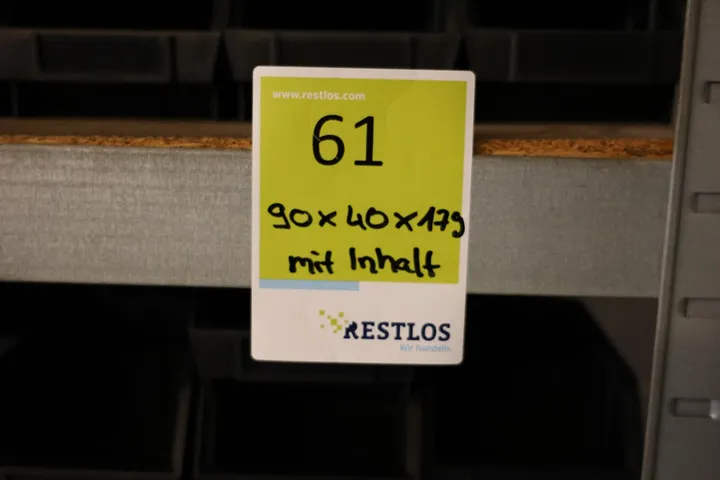 www.restlos.com
61
90x40x179
mit Inhalt
RESTLOS
Wir handeln.